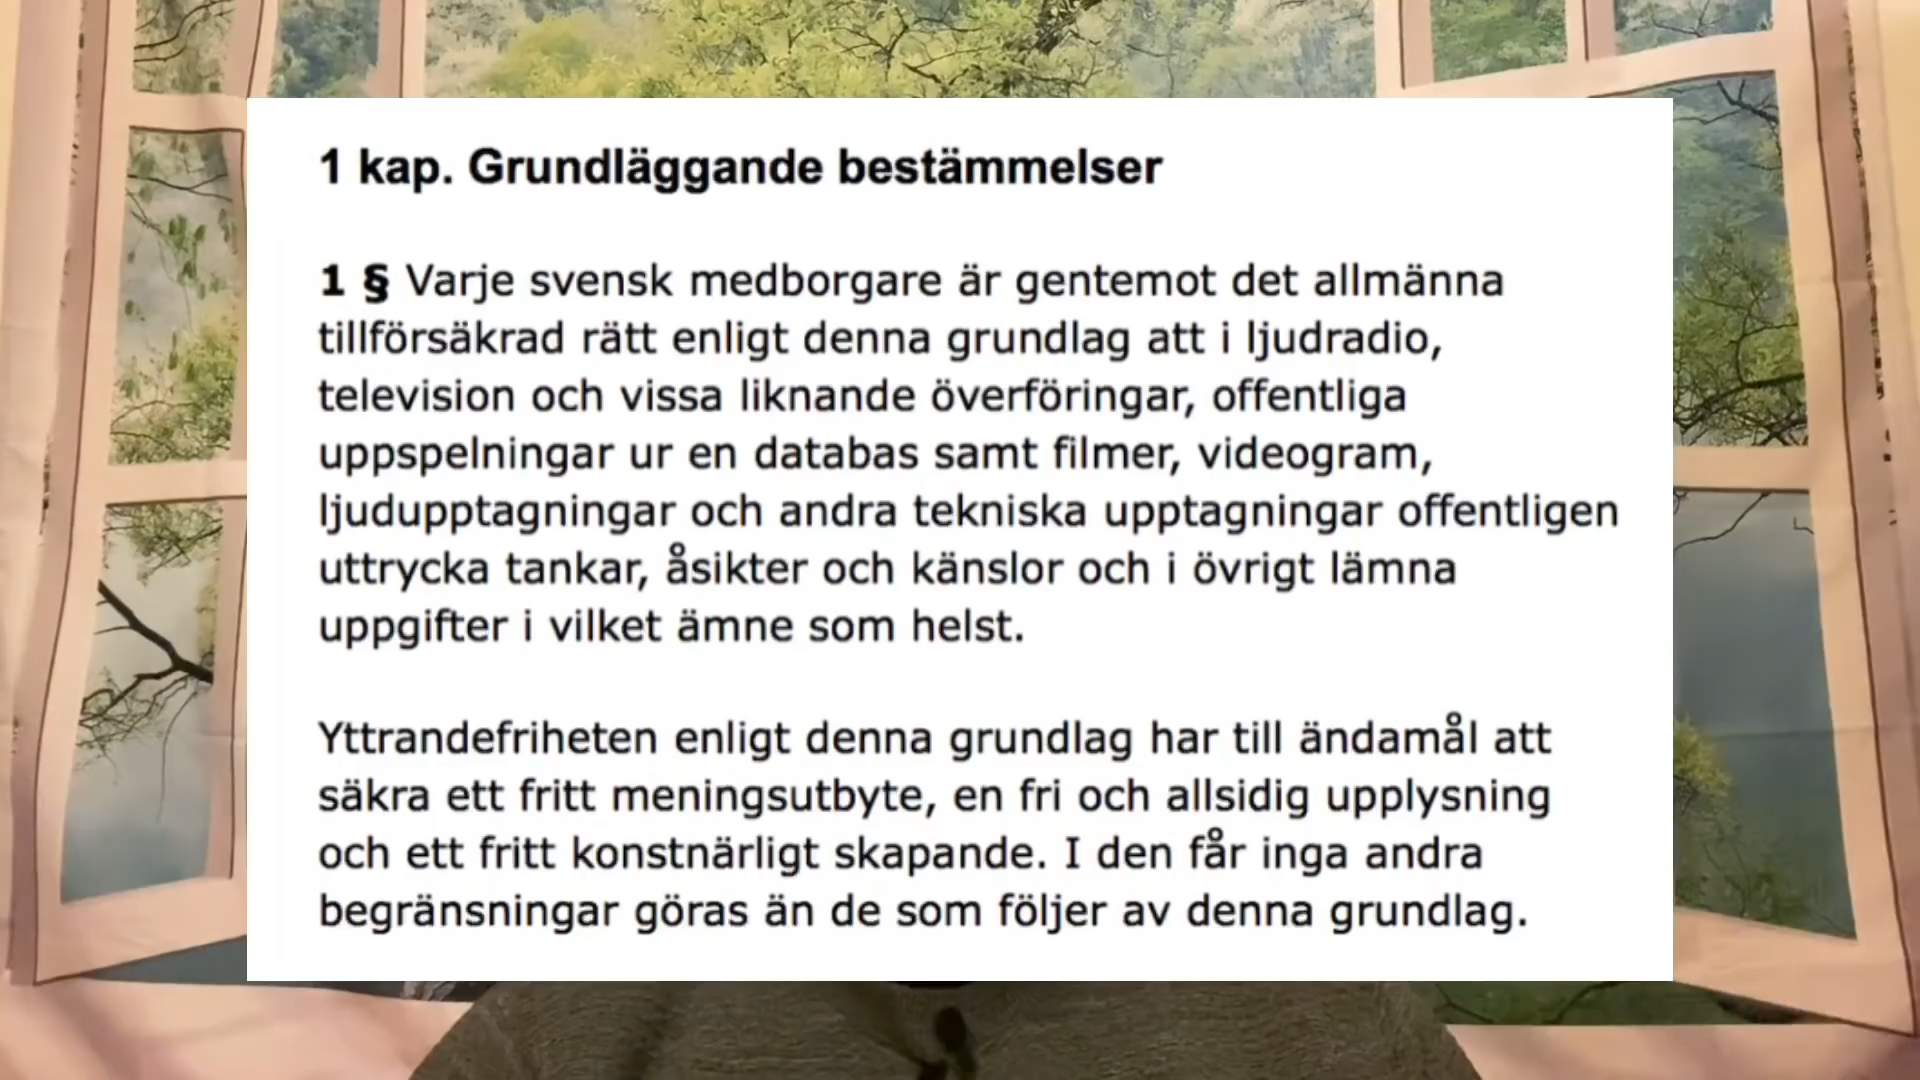 1 kap. Grundläggande bestämmelser
1 § Varje svensk medborgare är gentemot det allmänna
tillförsäkrad rätt enligt denna grundlag att i ljudradio,
television och vissa liknande överföringar, offentliga
uppspelningar ur en databas samt filmer, videogram,
ljudupptagningar och andra tekniska upptagningar offentligen
uttrycka tankar, åsikter och känslor och i övrigt lämna
uppgifter i vilket ämne som helst.
Yttrandefriheten enligt denna grundlag har till ändamål att
säkra ett fritt meningsutbyte, en fri och allsidig upplysning
och ett fritt konstnärligt skapande. I den får inga andra
begränsningar göras än de som följer av denna grundlag.